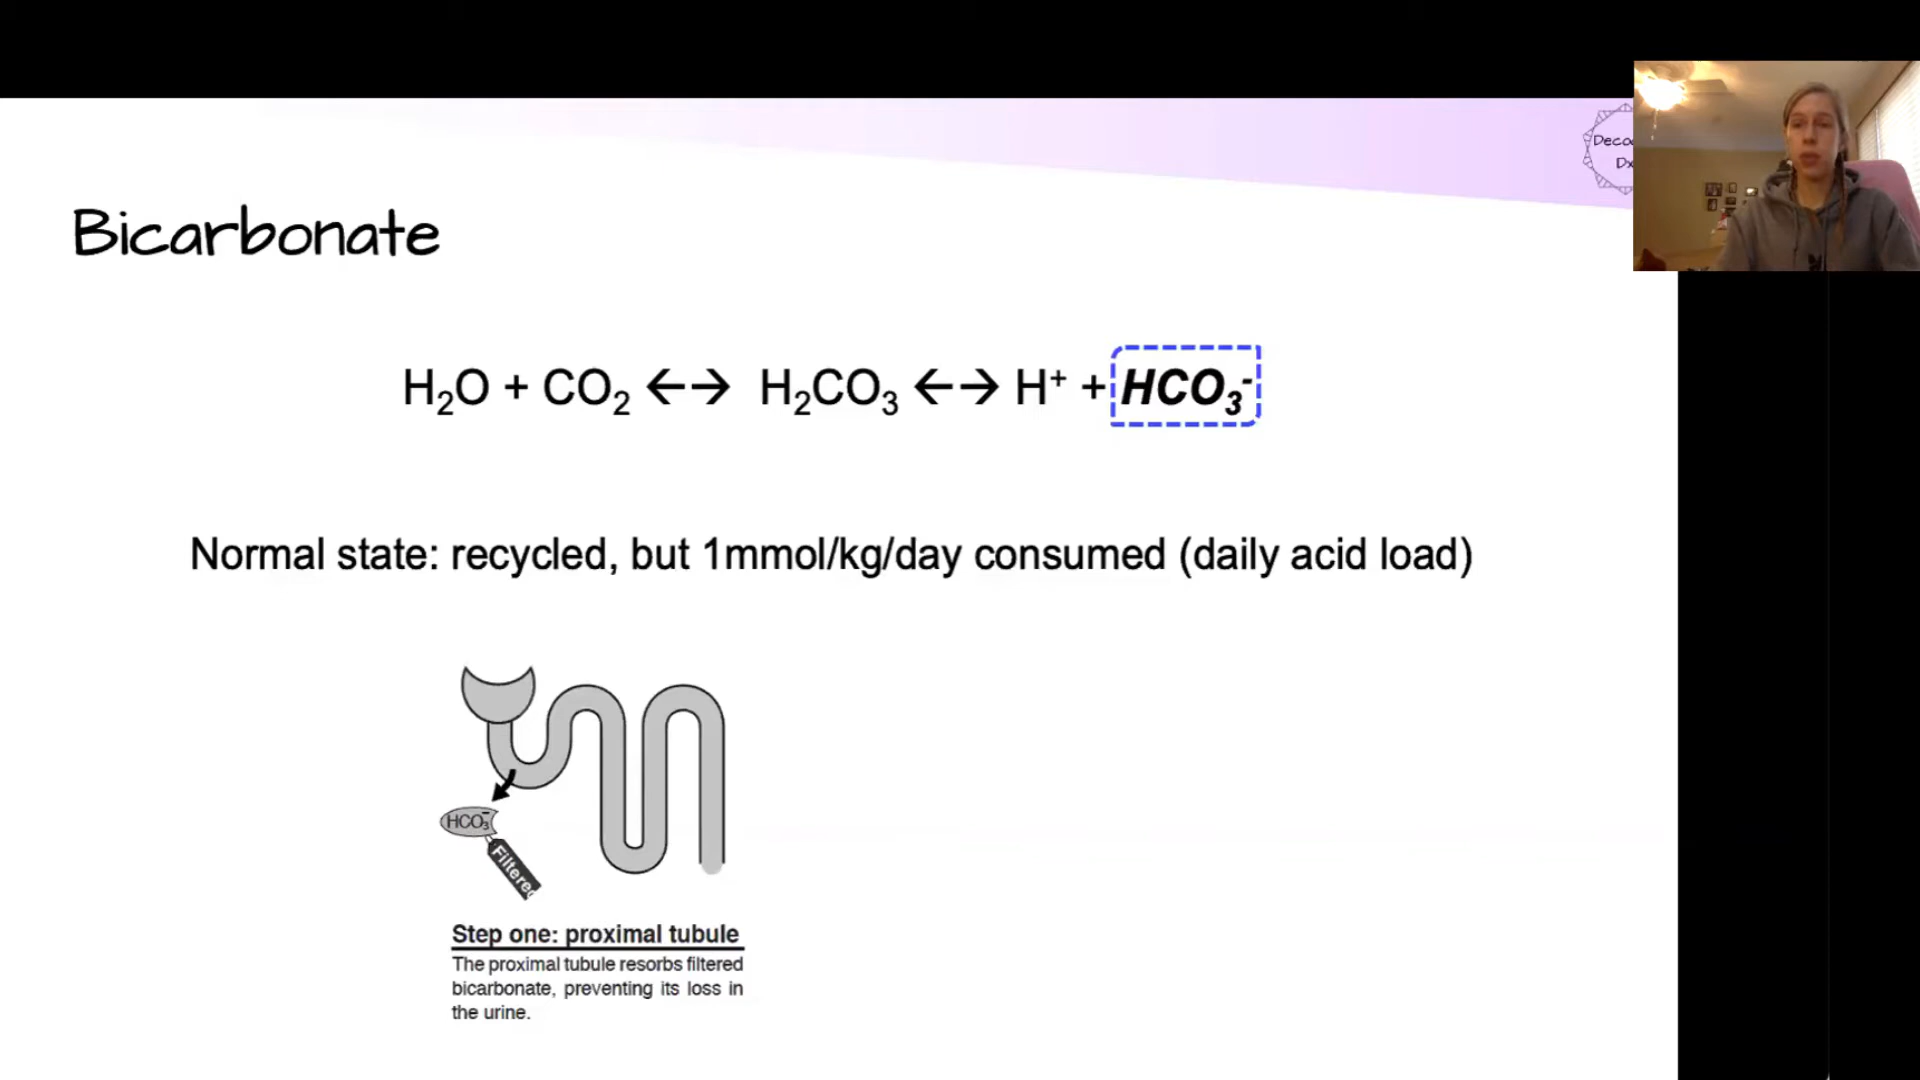 Bicarbonate
H₂O + CO₂ ←→ H₂CO₃ ←→ H⁺ + HCO₃⁻
Normal state: recycled, but 1mmol/kg/day consumed (daily acid load)
HCO₃⁻
Step one: proximal tubule
The proximal tubule resorbs filtered
bicarbonate, preventing its loss in
the urine.